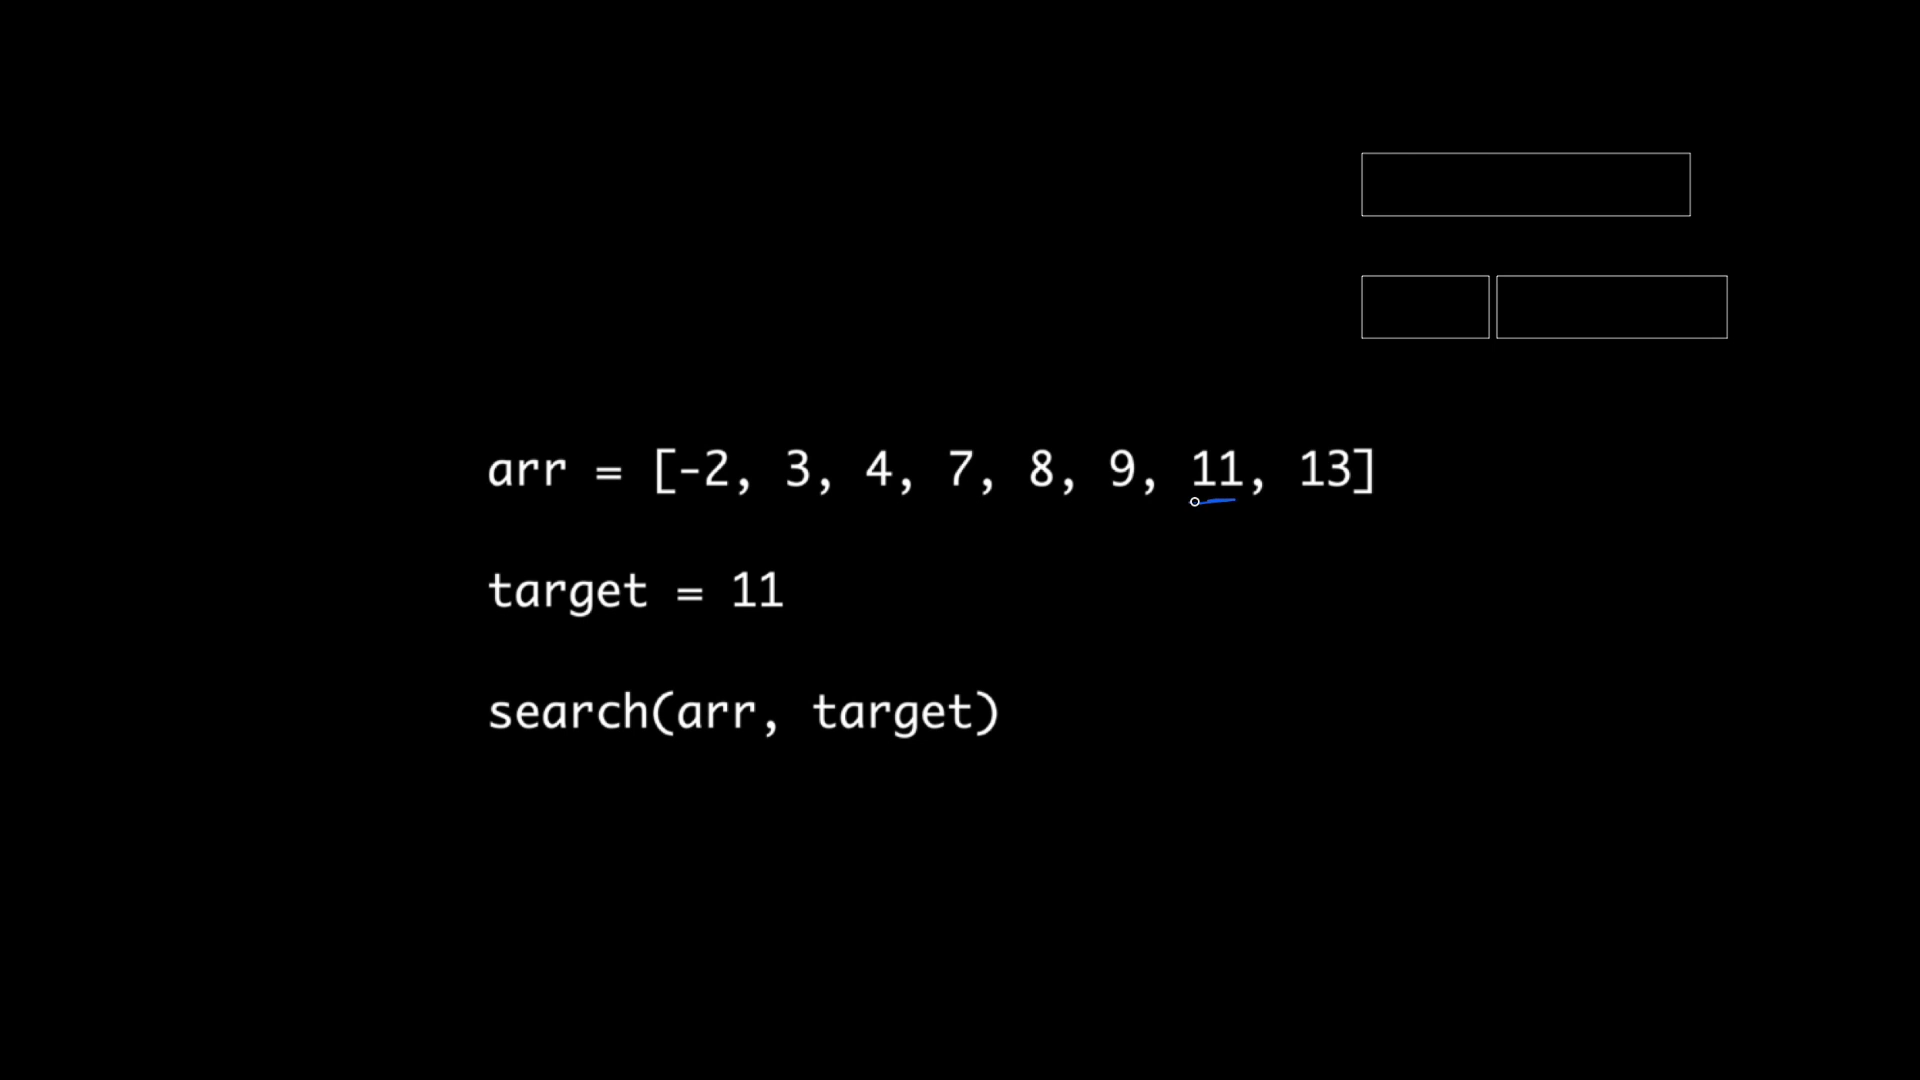 arr = [-2, 3, 4, 7, 8, 9, 11, 13]
target = 11
search(arr, target)